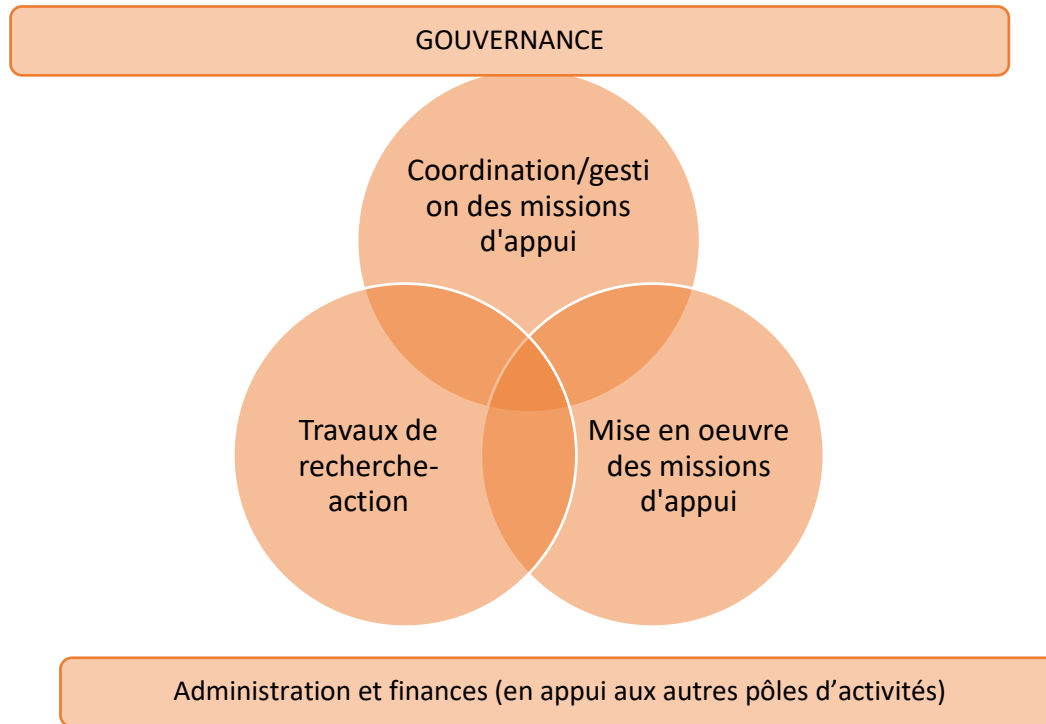 GOUVERNANCE
Coordination/gesti
on des missions
d'appui
Travaux de
recherche-
action
Mise en oeuvre
des missions
d'appui
Administration et finances (en appui aux autres pôles d’activités)